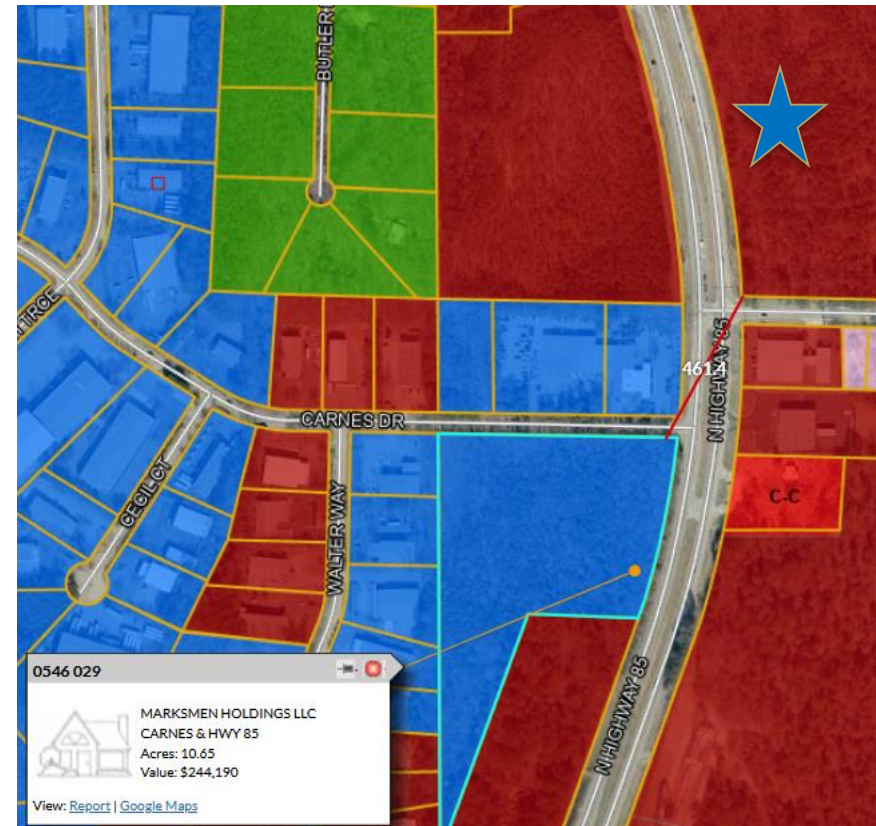 BUTLER
N HIGHWAY 85
461.4
CARNES DR
C-C
CECIL CT
WALTER WAY
N HIGHWAY 85
0546 029
MARKSMEN HOLDINGS LLC
CARNES & HWY 85
Acres: 10.65
Value: $244,190
View: Report | Google Maps